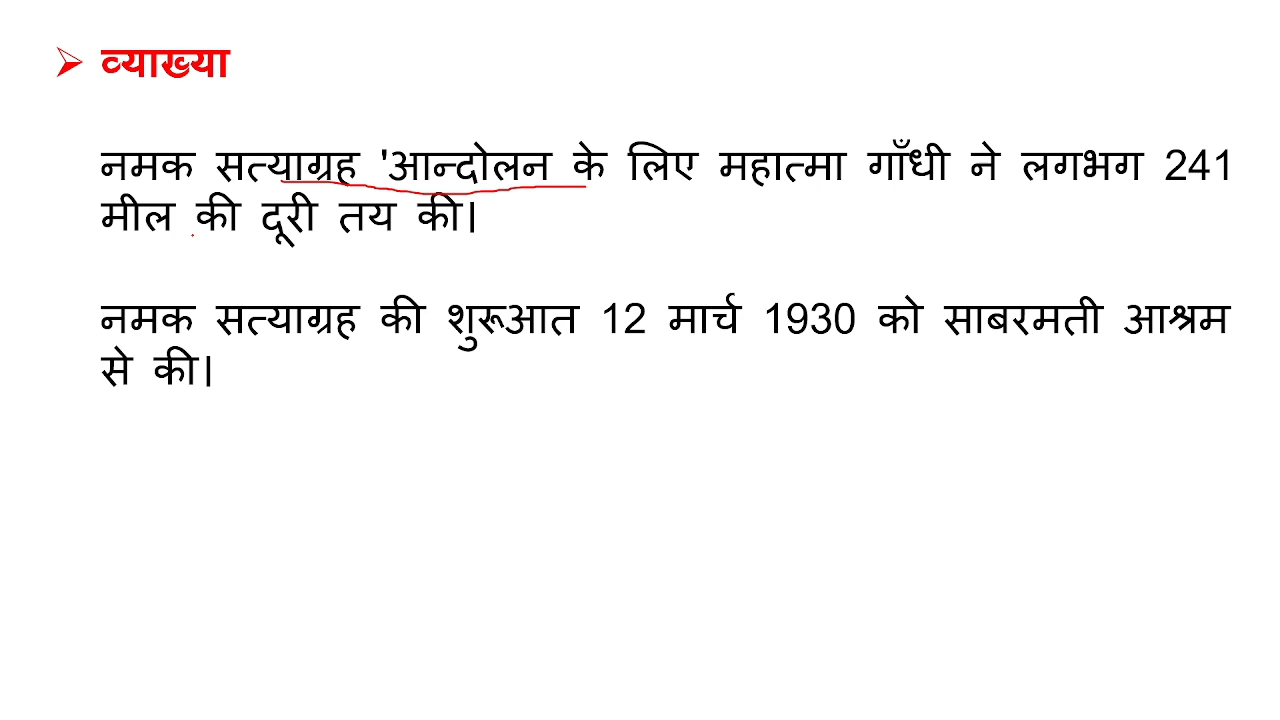 व्याख्या
नमक सत्याग्रह 'आन्दोलन के लिए महात्मा गाँधी ने लगभग 241
मील की दूरी तय की।
नमक सत्याग्रह की शुरूआत 12 मार्च 1930 को साबरमती आश्रम
से की।